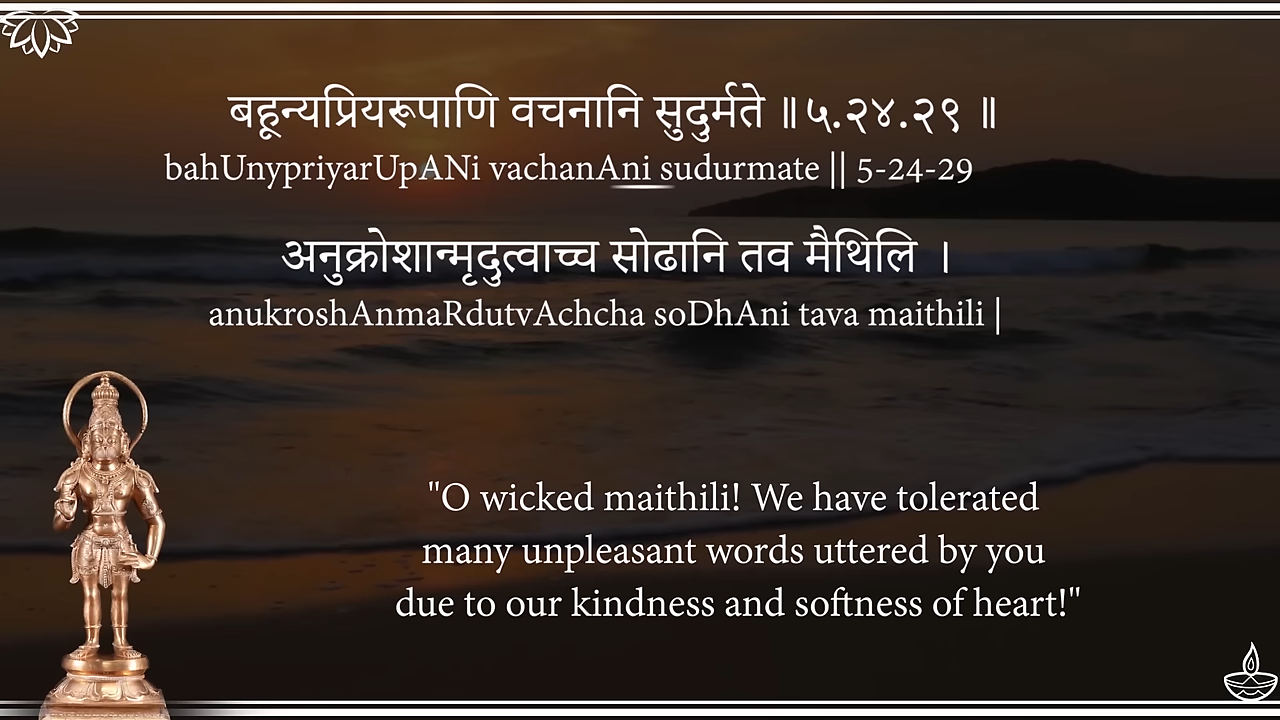 बहून्यप्रियरूपाणि वचनानि सुदुर्मते ॥५.२४.२९ ॥
bahUnypriyarUpANi vachanAni sudurmate || 5-24-29
अनुक्रोशान्मृदुत्वाच्च सोढानि तव मैथिलि ।
anukroshAnmaRdutvAchcha soDhAni tava maithili |
"O wicked maithili! We have tolerated
many unpleasant words uttered by you
due to our kindness and softness of heart!"